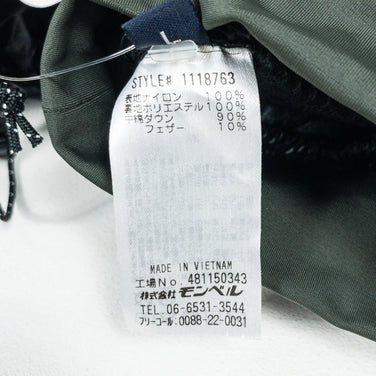 L
STYLE# 1118763
表地ナイロン 100%
裏地ポリエステル 100%
中綿ダウン 90%
フェザー 10%
MADE IN VIETNAM
工場No. 481150343
株式会社 モンベル
TEL. 06-6531-3544
フリーコール: 0088-22-0031